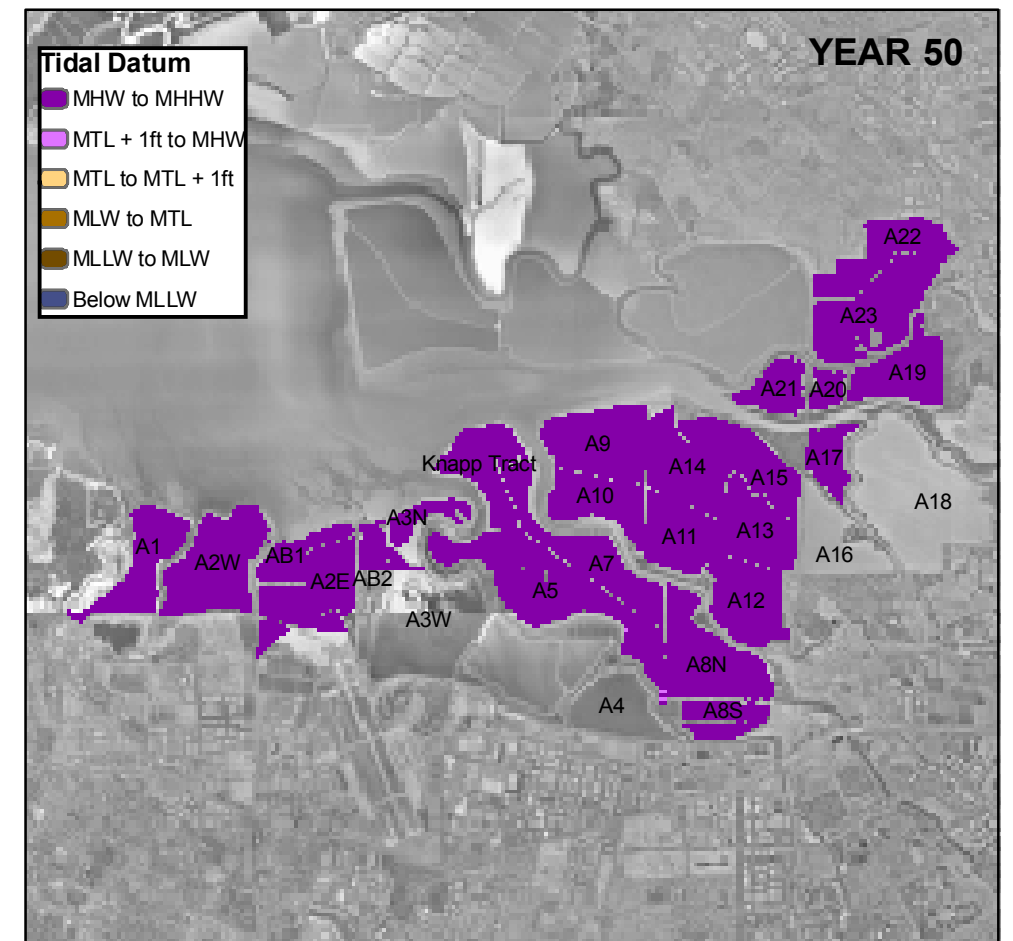 YEAR 50
Tidal Datum
MHW to MHHW
MTL + 1ft to MHW
MTL to MTL + 1ft
MLW to MTL
MLLW to MLW
Below MLLW
A22
A23
A19
A21
A20
A9
Knapp Tract
A14
A17
A15
A10
A18
A3N
A1
A11
A13
A16
AB1
A2W
A7
A2E
AB2
A5
A12
A3W
A8N
A4
A8S